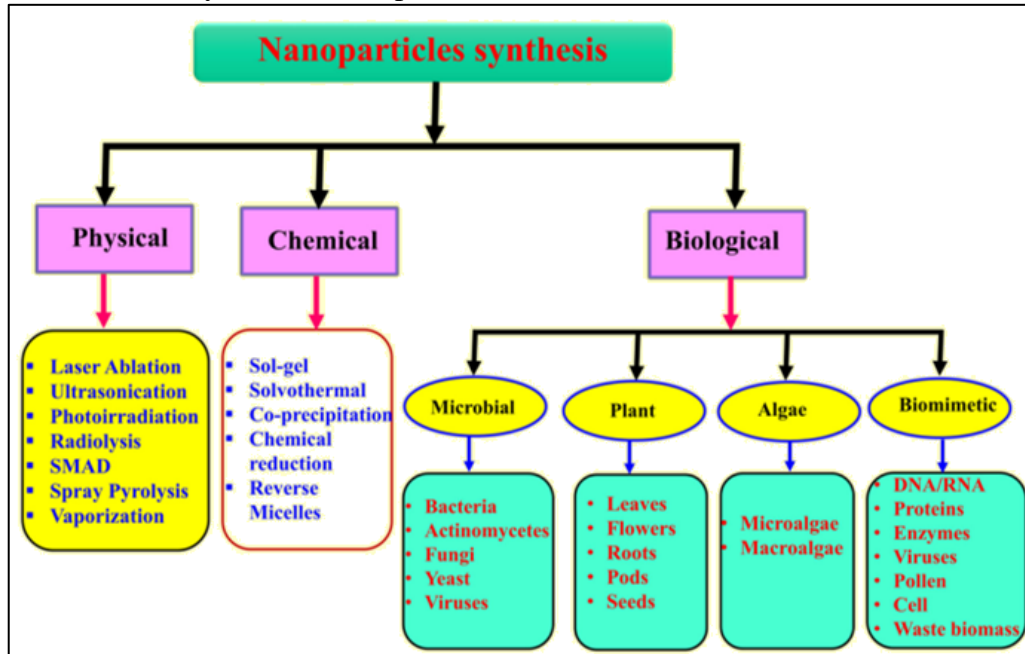 Nanoparticles synthesis
Physical
Chemical
Biological
Laser Ablation
Ultrasonication
Photoirradiation
Radiolysis
SMAD
Spray Pyrolysis
Vaporization
Sol-gel
Solvothermal
Co-precipitation
Chemical
reduction
Reverse
Micelles
Microbial
Plant
Algae
Biomimetic
Bacteria
Actinomycetes
Fungi
Yeast
Viruses
Leaves
Flowers
Roots
Pods
Seeds
Microalgae
Macroalgae
DNA/RNA
Proteins
Enzymes
Viruses
Pollen
Cell
Waste biomass